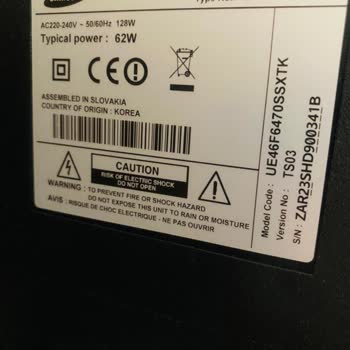 SAMSUNG
AC220-240V ~ 50/60Hz 128W
Typical power : 62W
ASSEMBLED IN SLOVAKIA
COUNTRY OF ORIGIN : KOREA
CAUTION
RISK OF ELECTRIC SHOCK
DO NOT OPEN
WARNING : TO PREVENT FIRE OR SHOCK HAZARD
DO NOT EXPOSE TO RAIN OR MOISTURE
AVIS : RISQUE DE CHOC ELECTRIQUE - NE PAS OUVRIR
Model Code : UE46F6470SSXTK
Version No : TS03
S/N : ZAR23SHD900341B